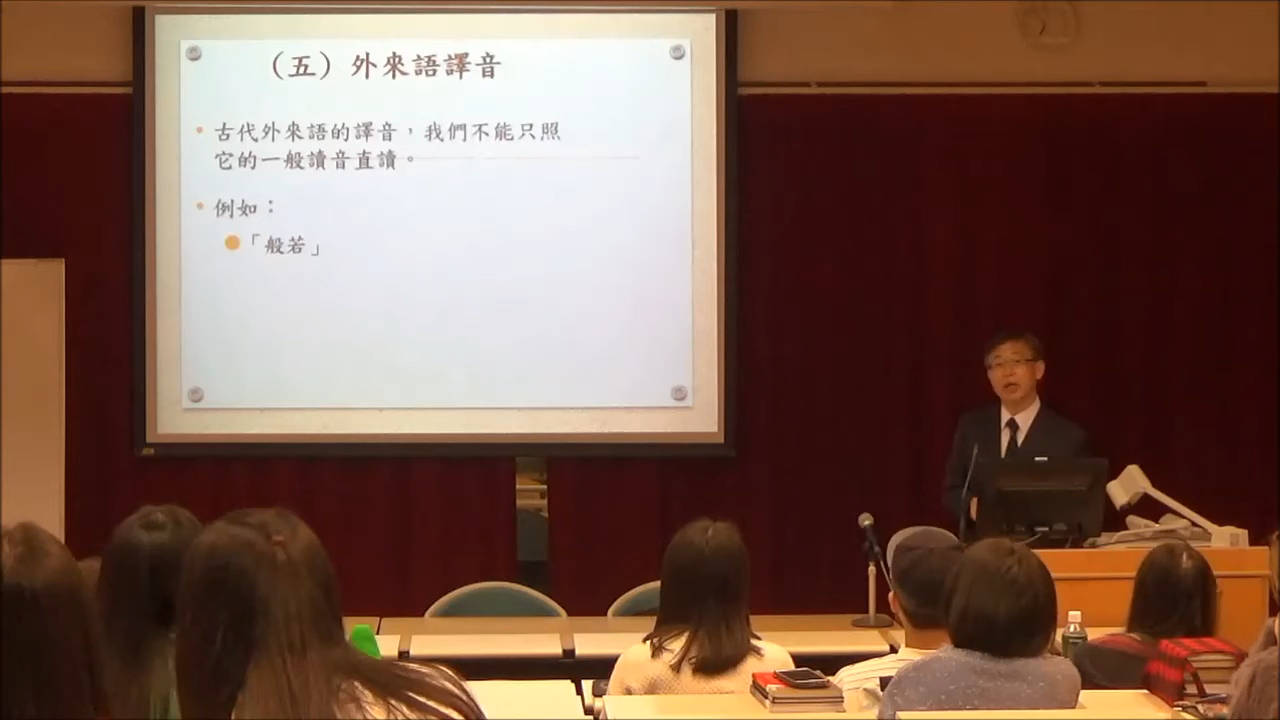 （五）外來語譯音
古代外來語的譯音，我們不能只照
它的一般讀音直讀。
例如：
「般若」